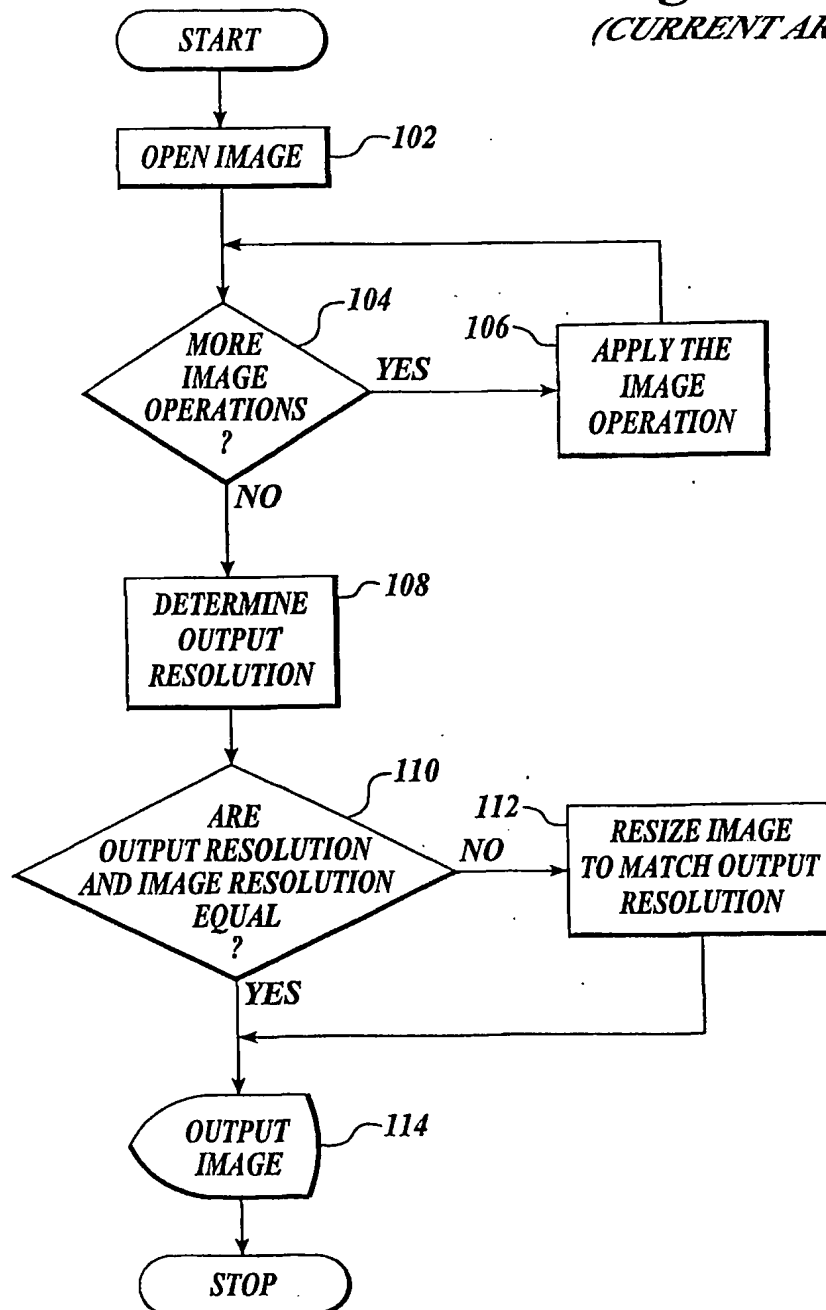 (CURRENT AR
START
OPEN IMAGE
102
104
MORE
IMAGE
OPERATIONS
?
YES
106
APPLY THE
IMAGE
OPERATION
NO
108
DETERMINE
OUTPUT
RESOLUTION
110
ARE
OUTPUT RESOLUTION
AND IMAGE RESOLUTION
EQUAL
?
NO
112
RESIZE IMAGE
TO MATCH OUTPUT
RESOLUTION
YES
OUTPUT
IMAGE
114
STOP